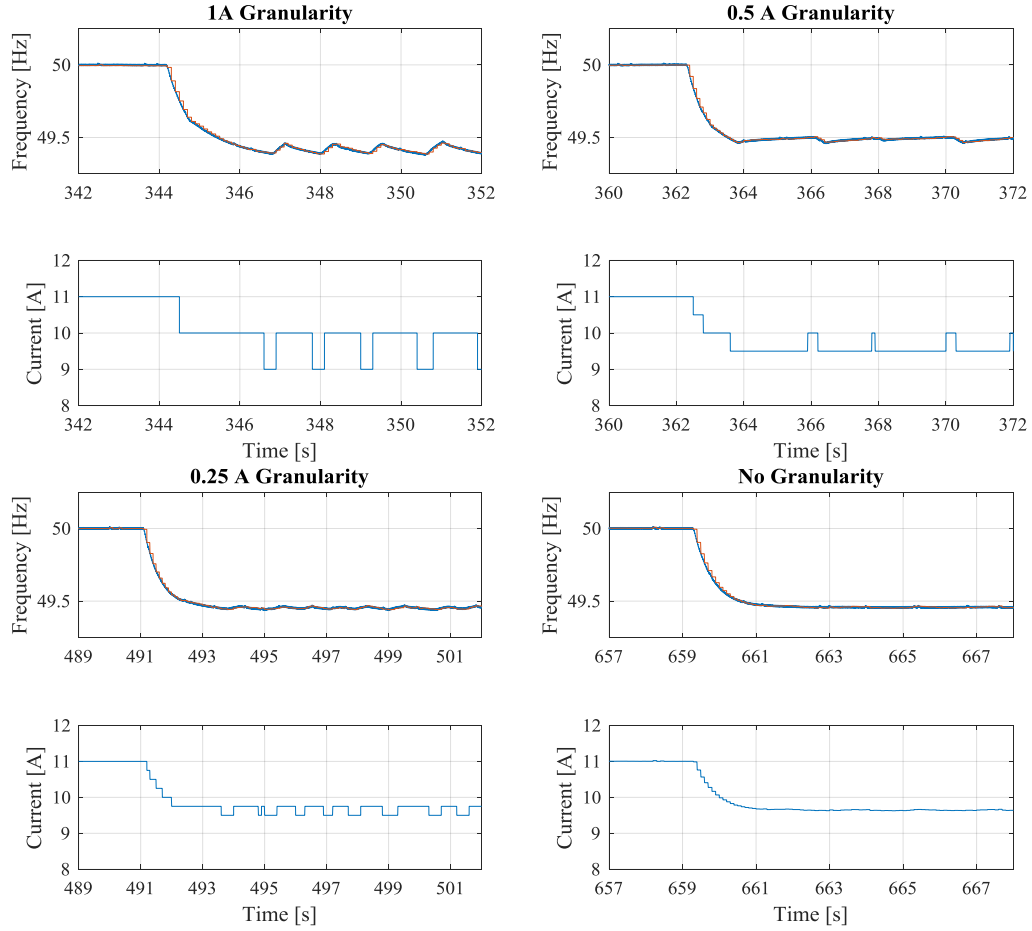 1A Granularity
Frequency [Hz]
50
49.5
342 344 346 348 350 352
Current [A]
12
11
10
9
8
342 344 346 348 350 352
Time [s]
0.5 A Granularity
Frequency [Hz]
50
49.5
360 362 364 366 368 370 372
Current [A]
12
11
10
9
8
360 362 364 366 368 370 372
Time [s]
0.25 A Granularity
Frequency [Hz]
50
49.5
489 491 493 495 497 499 501
Current [A]
12
11
10
9
8
489 491 493 495 497 499 501
Time [s]
No Granularity
Frequency [Hz]
50
49.5
657 659 661 663 665 667
Current [A]
12
11
10
9
8
657 659 661 663 665 667
Time [s]